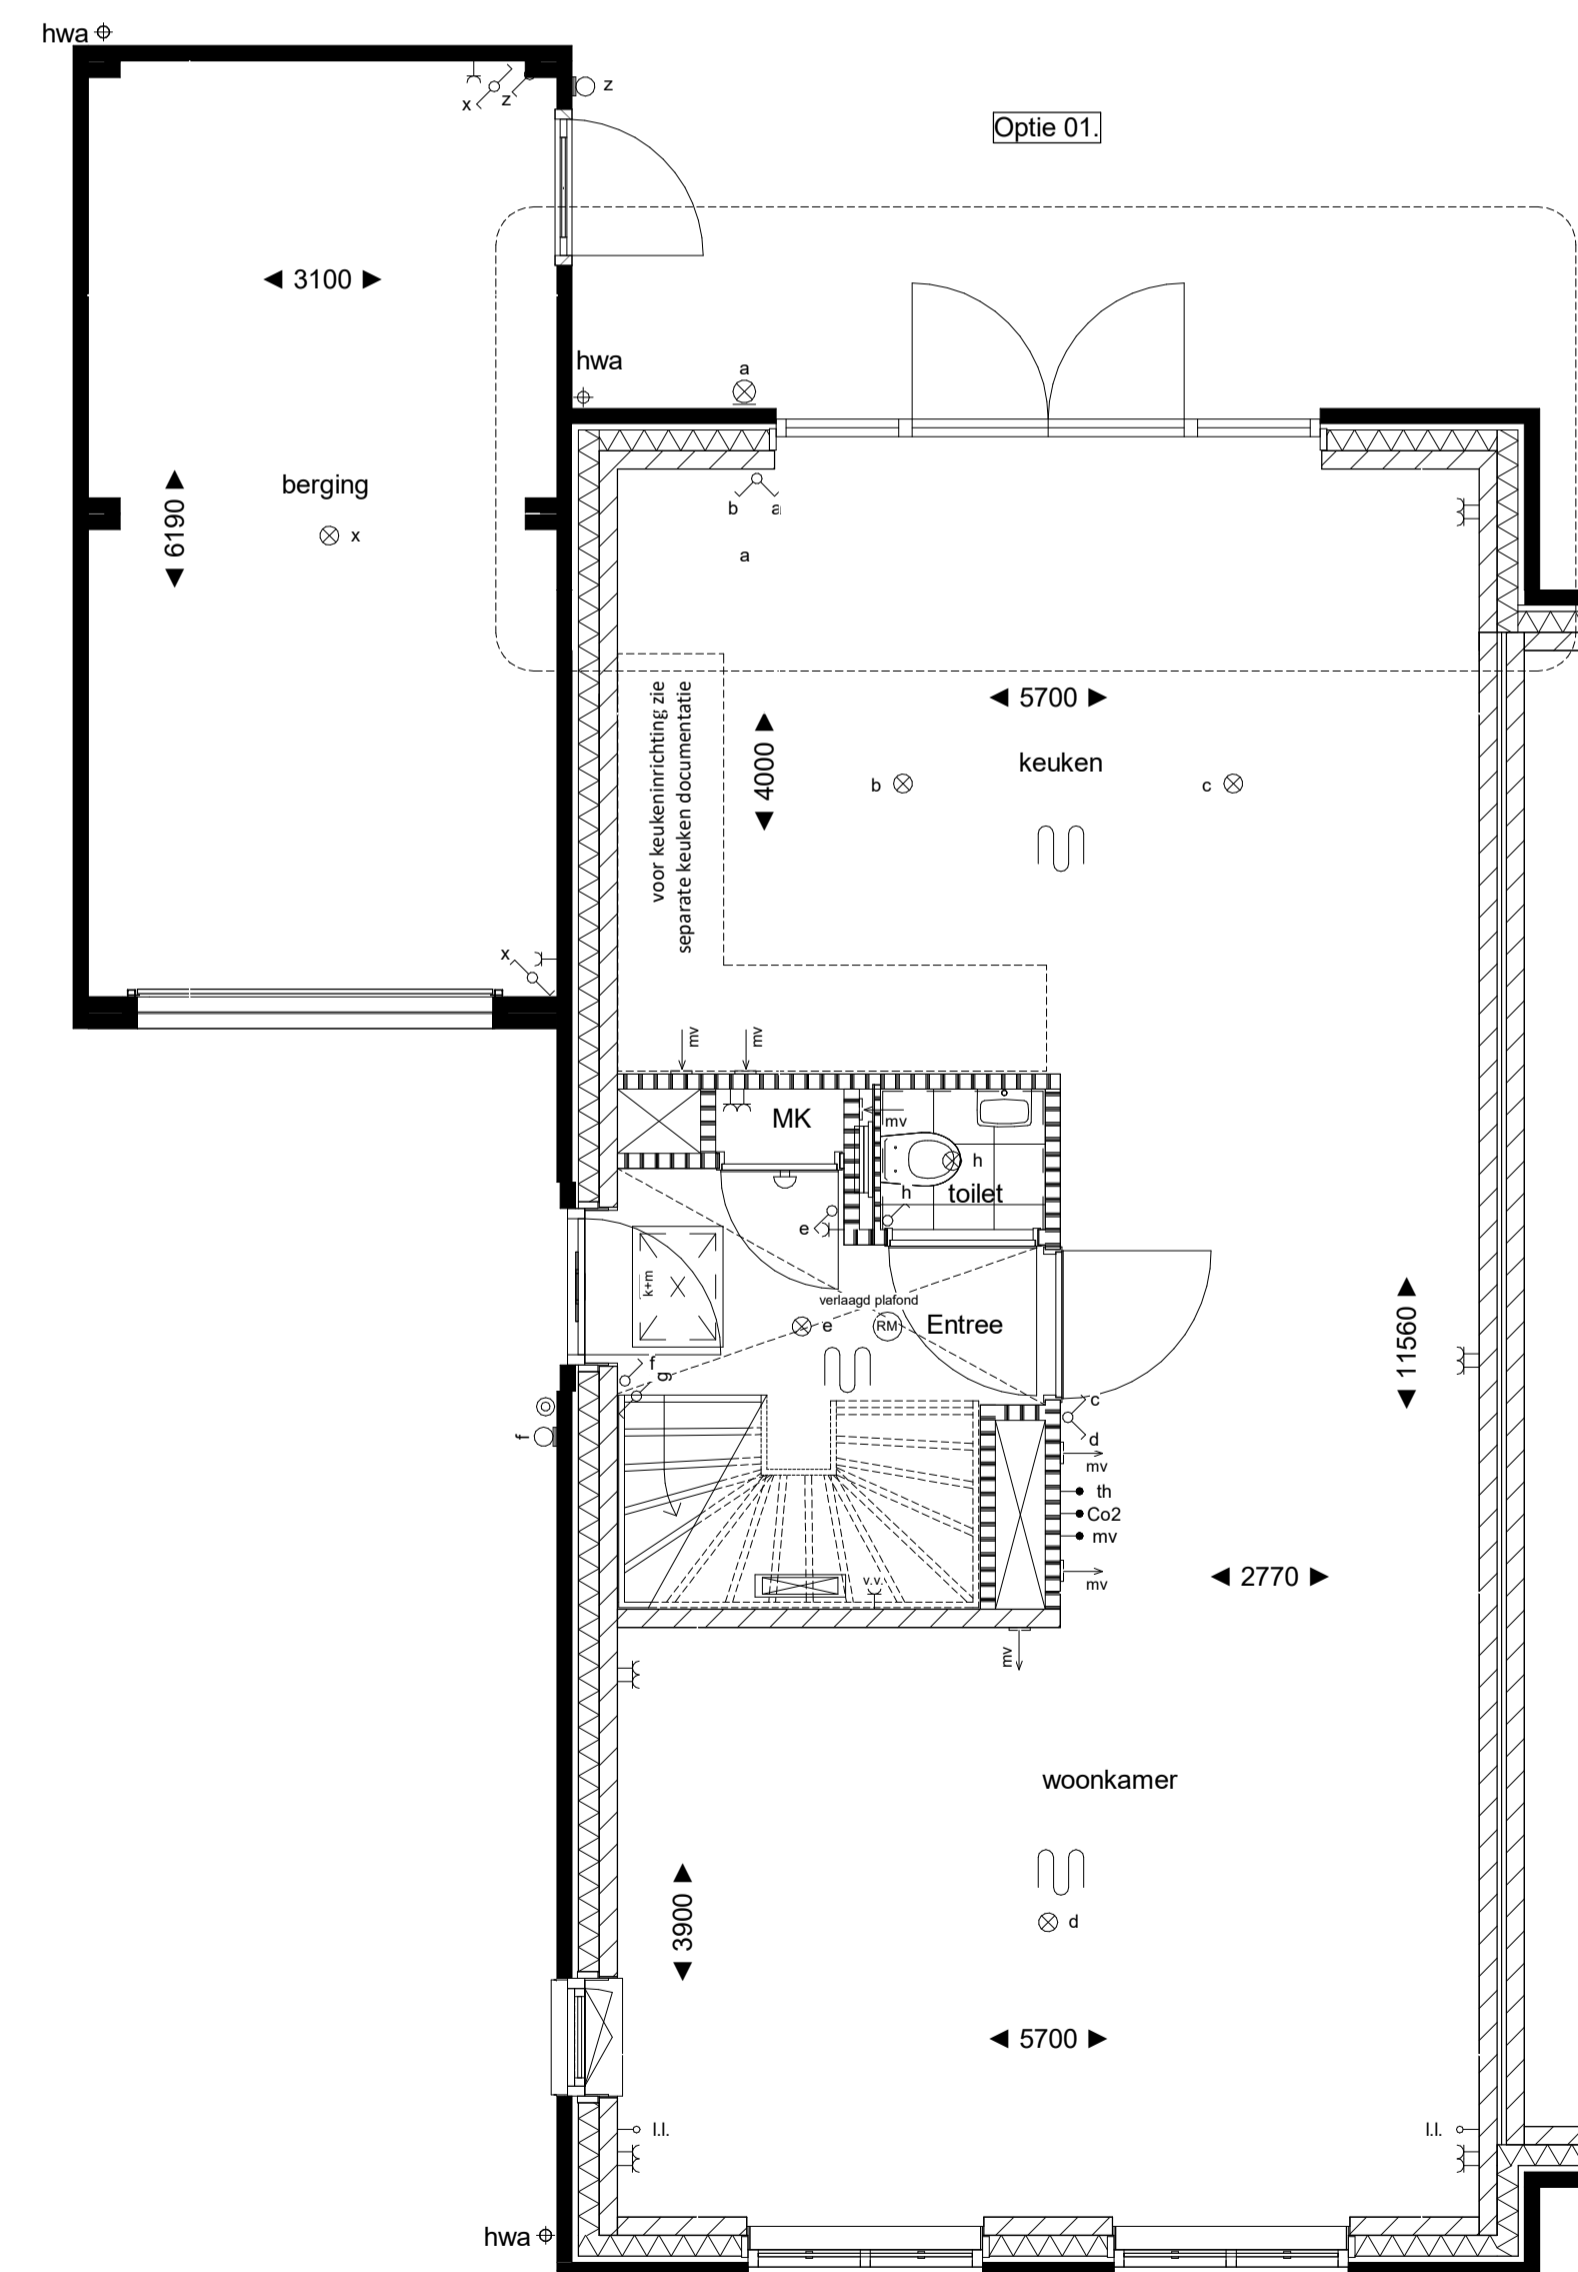 hwa
x
z
z
Optie 01.
◄ 3100 ►
hwa
a
berging
◄ 6190 ►
x
b
a
a
voor keukeninrichting zie
separate keuken documentatie
◄ 5700 ►
◄ 4000 ►
keuken
b
c
x
mv
mv
MK
mv
h
h
toilet
e
k+m
verlaagd plafond
e
RM
Entree
◄ 11560 ►
f
g
f
c
d
mv
th
Co2
mv
mv
v.v.
◄ 2770 ►
mv
woonkamer
◄ 3900 ►
d
◄ 5700 ►
l.l.
l.l.
hwa